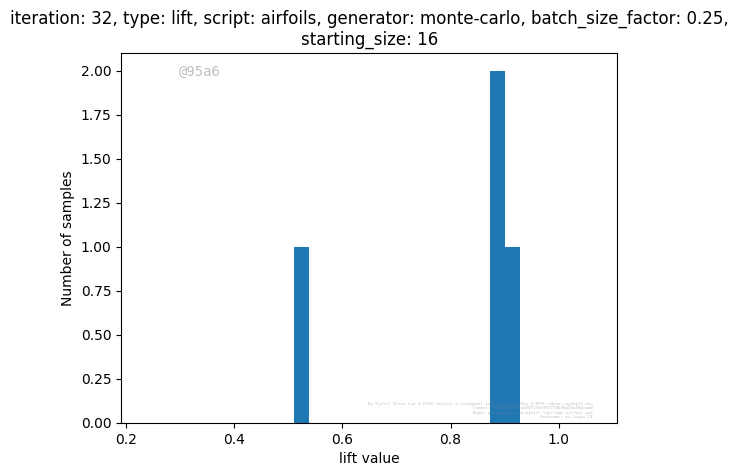 iteration: 32, type: lift, script: airfoils, generator: monte-carlo, batch_size_factor: 0.25,
starting_size: 16
@95a6
2.00
1.75
1.50
1.25
1.00
0.75
0.50
0.25
0.00
Number of samples
0.2
0.4
0.6
0.8
1.0
lift value